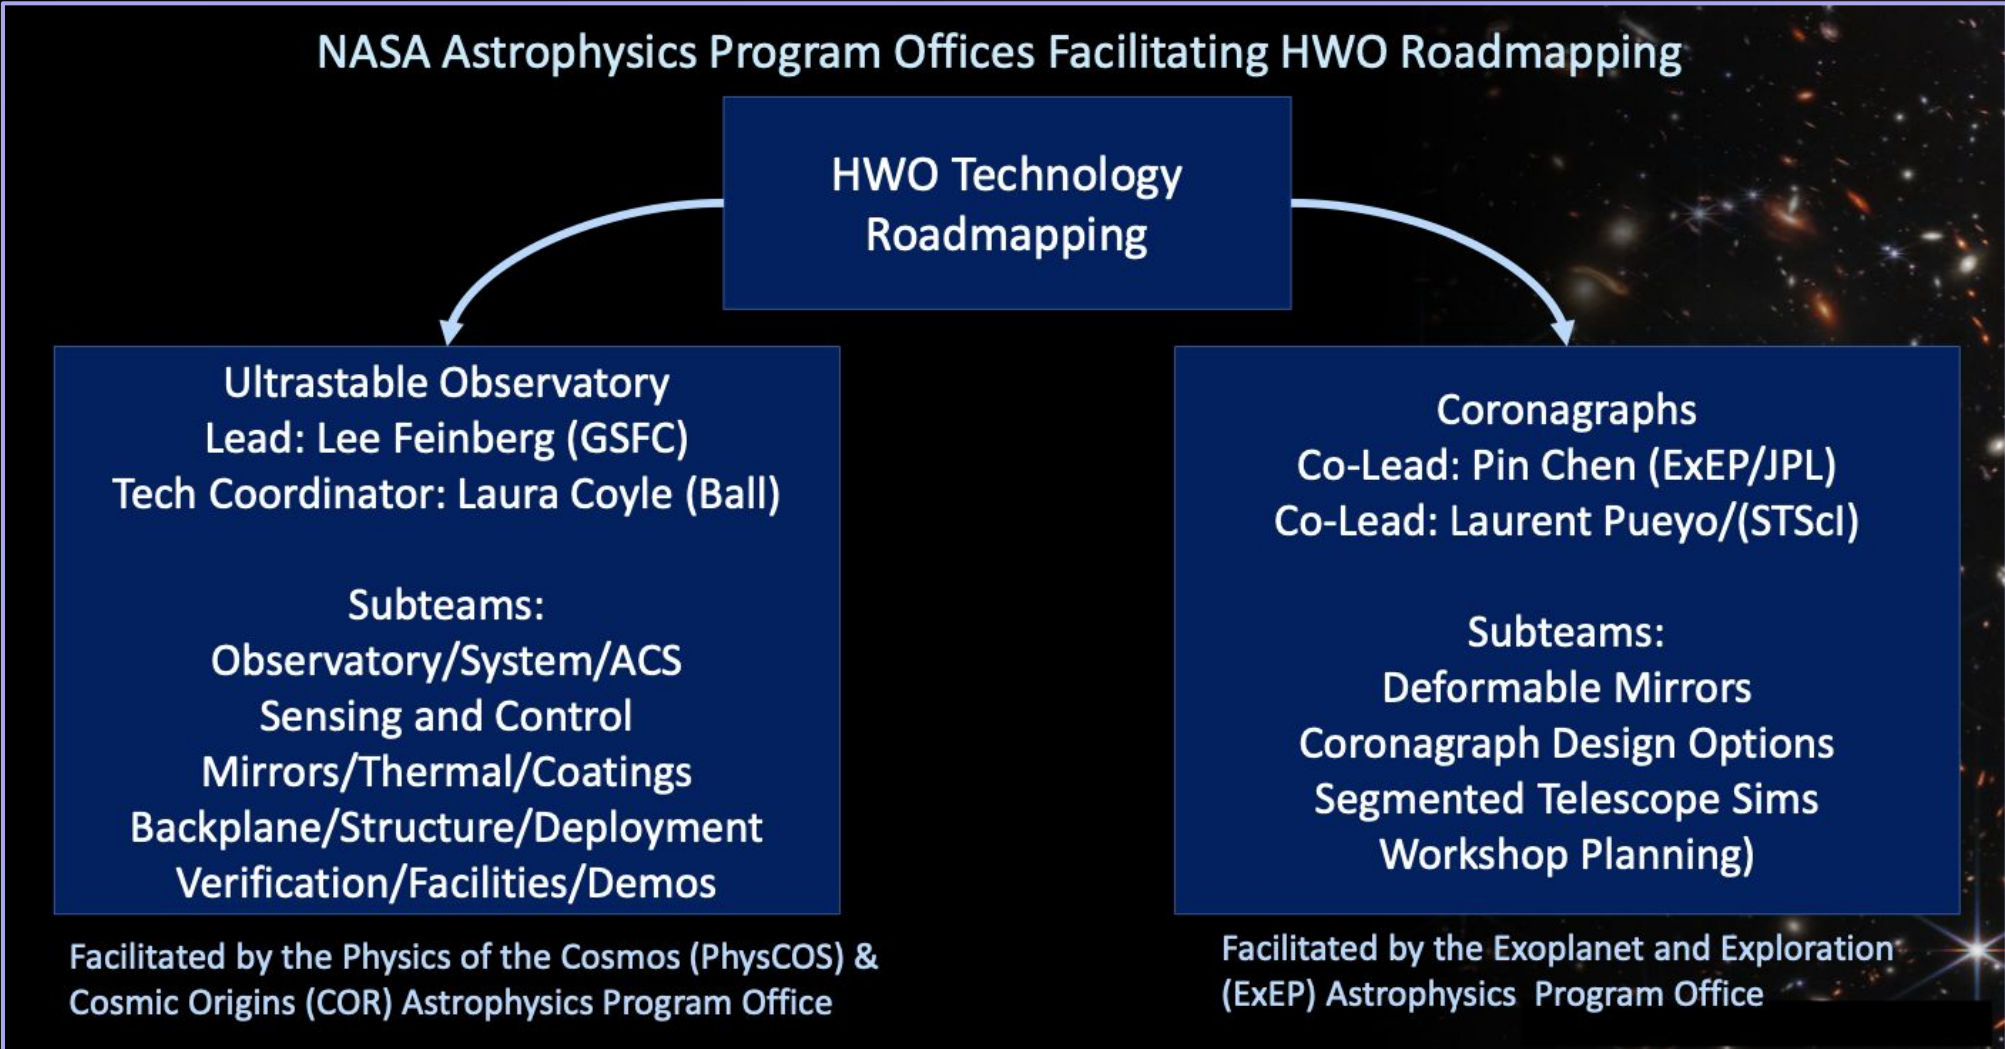 NASA Astrophysics Program Offices Facilitating HWO Roadmapping
HWO Technology
Roadmapping
Ultrastable Observatory
Lead: Lee Feinberg (GSFC)
Tech Coordinator: Laura Coyle (Ball)
Subteams:
Observatory/System/ACS
Sensing and Control
Mirrors/Thermal/Coatings
Backplane/Structure/Deployment
Verification/Facilities/Demos
Facilitated by the Physics of the Cosmos (PhysCOS) &
Cosmic Origins (COR) Astrophysics Program Office
Coronagraphs
Co-Lead: Pin Chen (ExEP/JPL)
Co-Lead: Laurent Pueyo/(STScI)
Subteams:
Deformable Mirrors
Coronagraph Design Options
Segmented Telescope Sims
Workshop Planning)
Facilitated by the Exoplanet and Exploration
(ExEP) Astrophysics Program Office